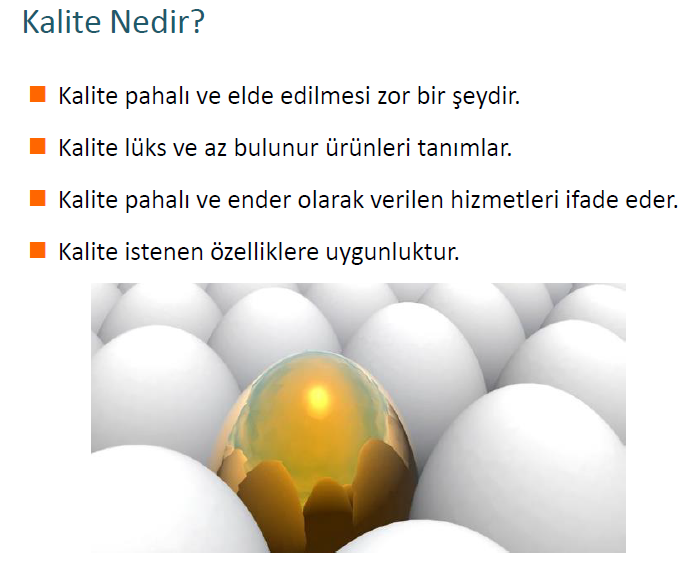 Kalite Nedir?
Kalite pahalı ve elde edilmesi zor bir şeydir.
Kalite lüks ve az bulunur ürünleri tanımlar.
Kalite pahalı ve ender olarak verilen hizmetleri ifade eder.
Kalite istenen özelliklere uygunluktur.